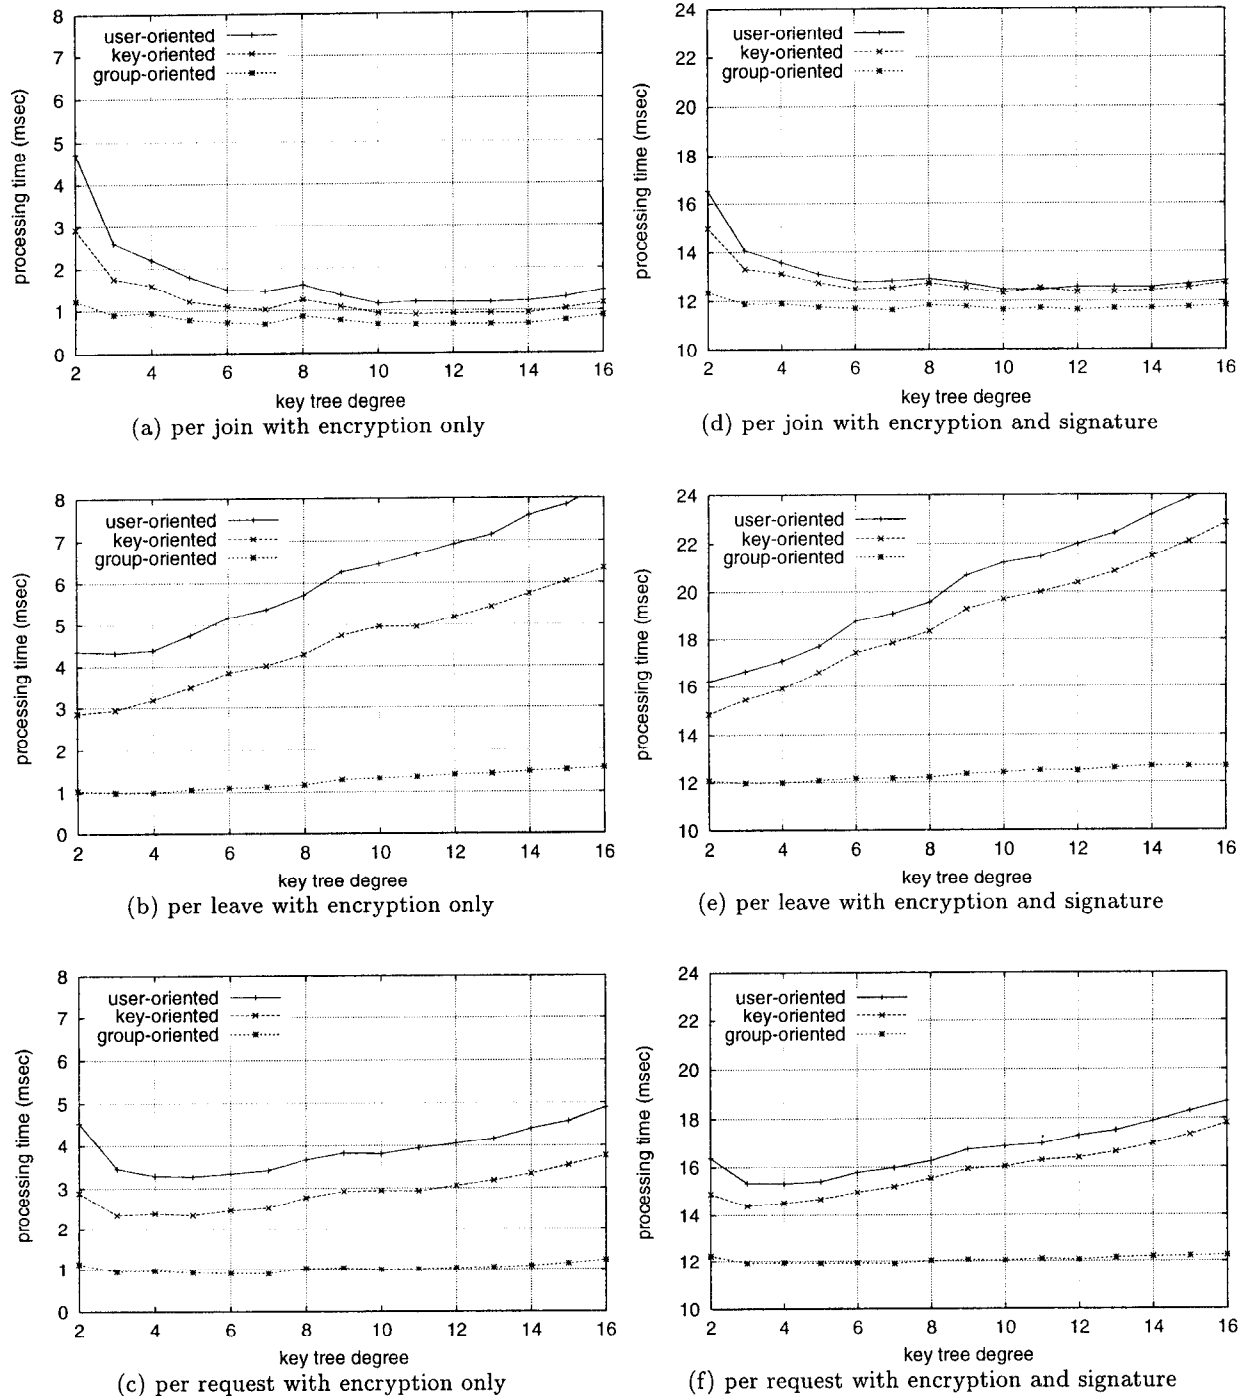 8
7
6
5
4
3
2
1
0
processing time (msec)
user-oriented
key-oriented
group-oriented
2 4 6 8 10 12 14 16
key tree degree
(a) per join with encryption only
24
22
20
18
16
14
12
10
processing time (msec)
user-oriented
key-oriented
group-oriented
2 4 6 8 10 12 14 16
key tree degree
(d) per join with encryption and signature
8
7
6
5
4
3
2
1
0
processing time (msec)
user-oriented
key-oriented
group-oriented
2 4 6 8 10 12 14 16
key tree degree
(b) per leave with encryption only
24
22
20
18
16
14
12
10
processing time (msec)
user-oriented
key-oriented
group-oriented
2 4 6 8 10 12 14 16
key tree degree
(e) per leave with encryption and signature
8
7
6
5
4
3
2
1
0
processing time (msec)
user-oriented
key-oriented
group-oriented
2 4 6 8 10 12 14 16
key tree degree
(c) per request with encryption only
24
22
20
18
16
14
12
10
processing time (msec)
user-oriented
key-oriented
group-oriented
2 4 6 8 10 12 14 16
key tree degree
(f) per request with encryption and signature